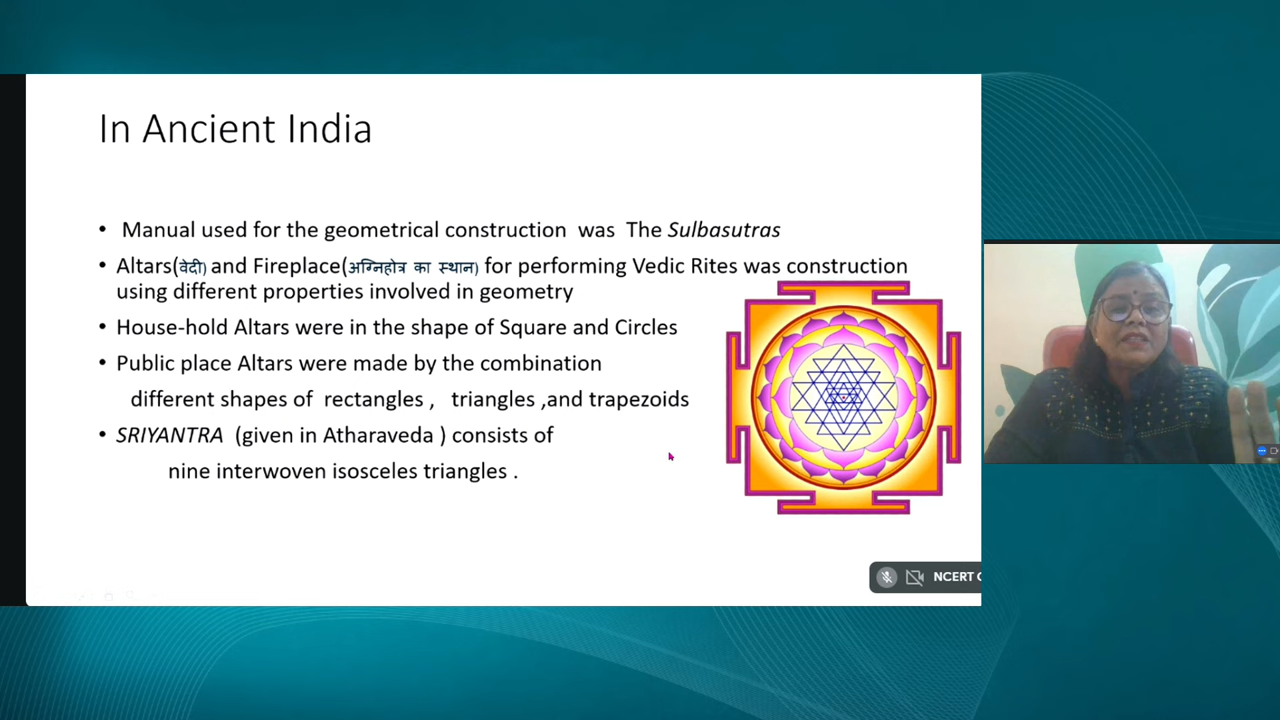 In Ancient India
• Manual used for the geometrical construction was The Sulbasutras
• Altars(वेदी) and Fireplace(अग्निहोत्र का स्थान) for performing Vedic Rites was construction
using different properties involved in geometry
• House-hold Altars were in the shape of Square and Circles
• Public place Altars were made by the combination
different shapes of rectangles , triangles ,and trapezoids
• SRIYANTRA (given in Atharaveda ) consists of
nine interwoven isosceles triangles .
NCERT